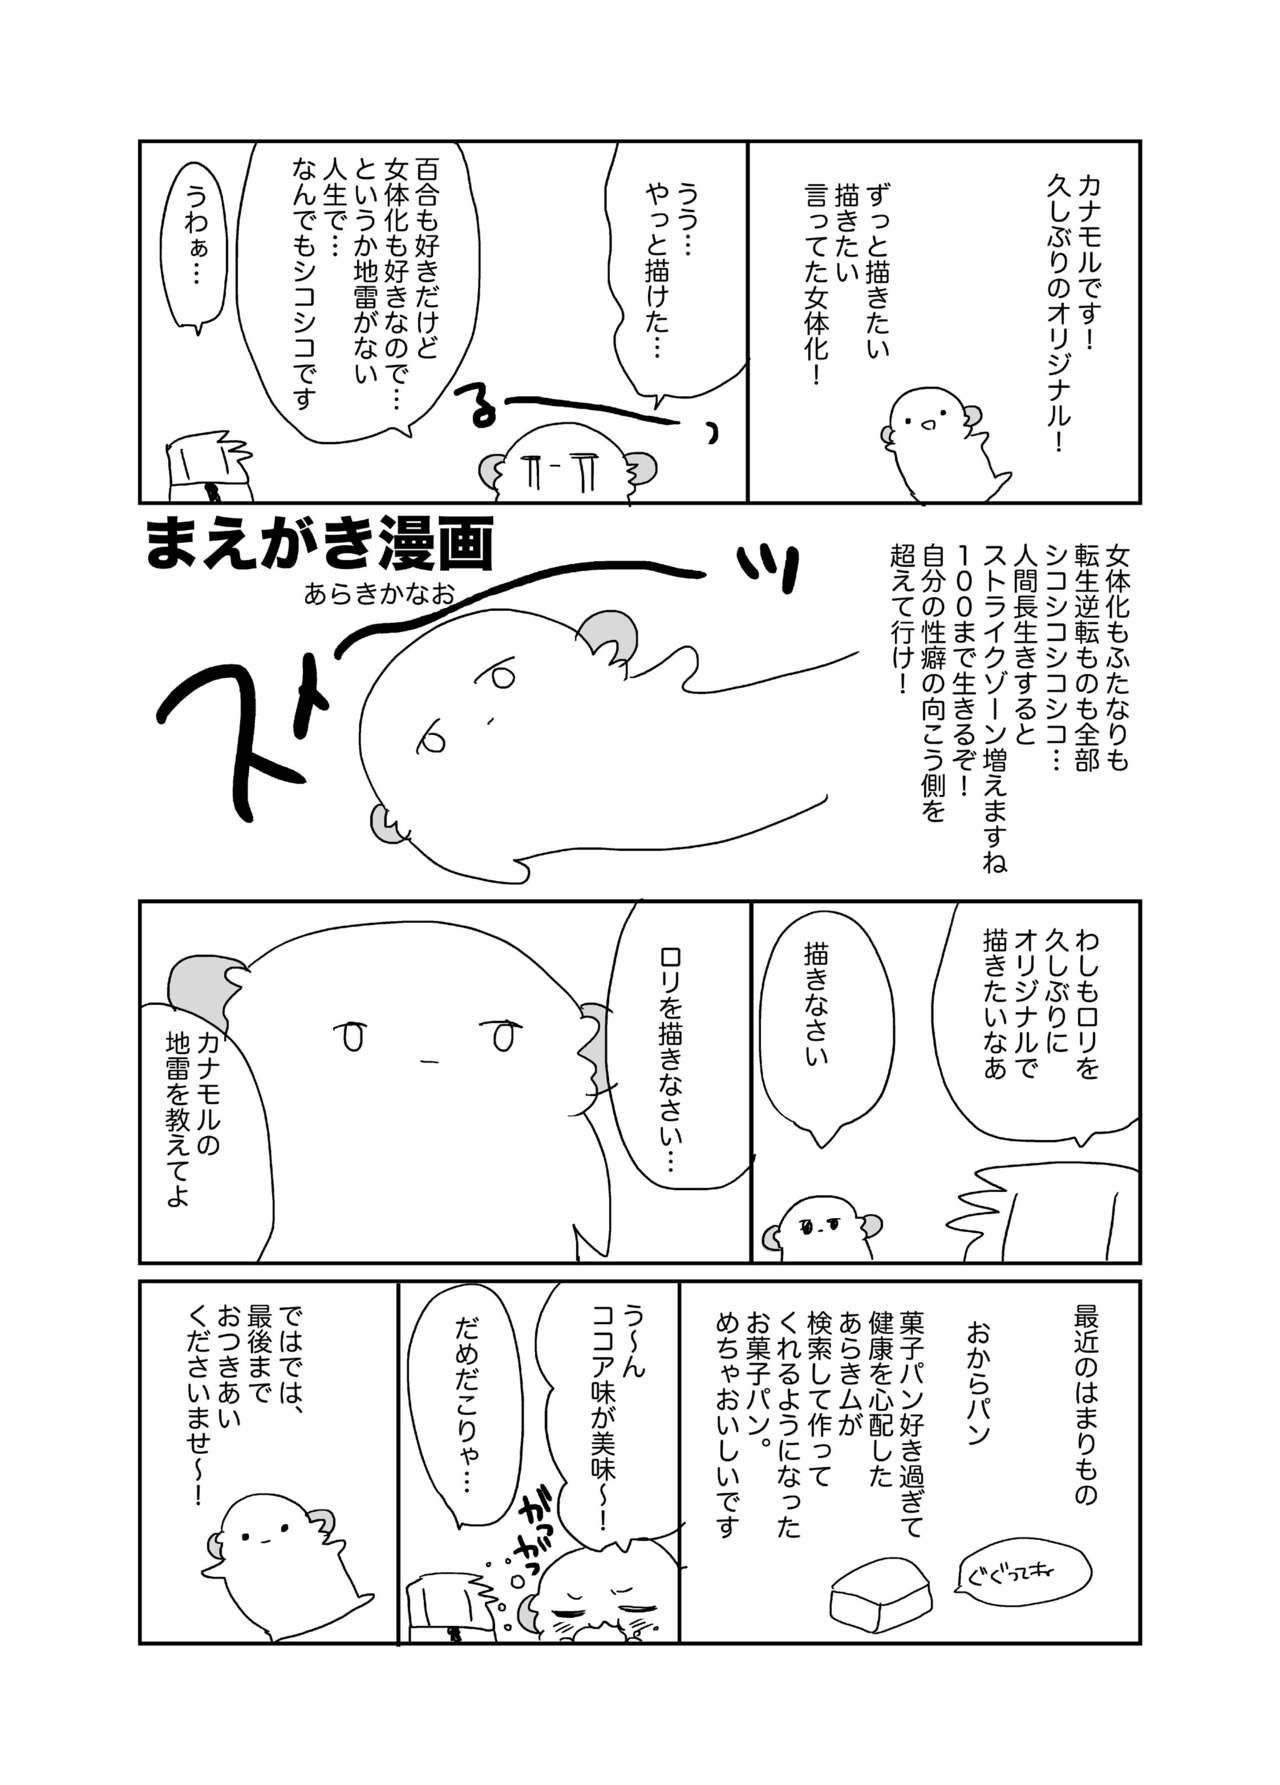 カナモルです！
久しぶりのオリジナル！
ずっと描きたい
描きたい
言ってた女体化！
うう…
やっと描けた…
百合も好きだけど
女体化も好きなので…
というか地雷がない
人生で…
なんでもシコシコです
うわぁ…
るーっ
まえがき漫画
あらきかなお
女体化もふたなりも
転生逆転ものも全部
シコシコシコシコ…
人間長生きすると
ストライクゾーン増えますね
１００まで生きるぞ！
自分の性癖の向こう側を
超えて行け！
ズトーッ
わしもロリを
久しぶりに
オリジナルで
描きたいなあ
描きなさい
ロリを描きなさい…
カナモルの
地雷を教えてよ
最近のはまりもの
おからパン
菓子パン好き過ぎて
健康を心配した
あらきムが
検索して作って
くれるようになった
お菓子パン。
めちゃおいしいです
ぐぐってネ
う〜ん
ココア味が美味〜！
がっがっ
だめだこりゃ…
ではでは、
最後まで
おつきあい
くださいませ〜！